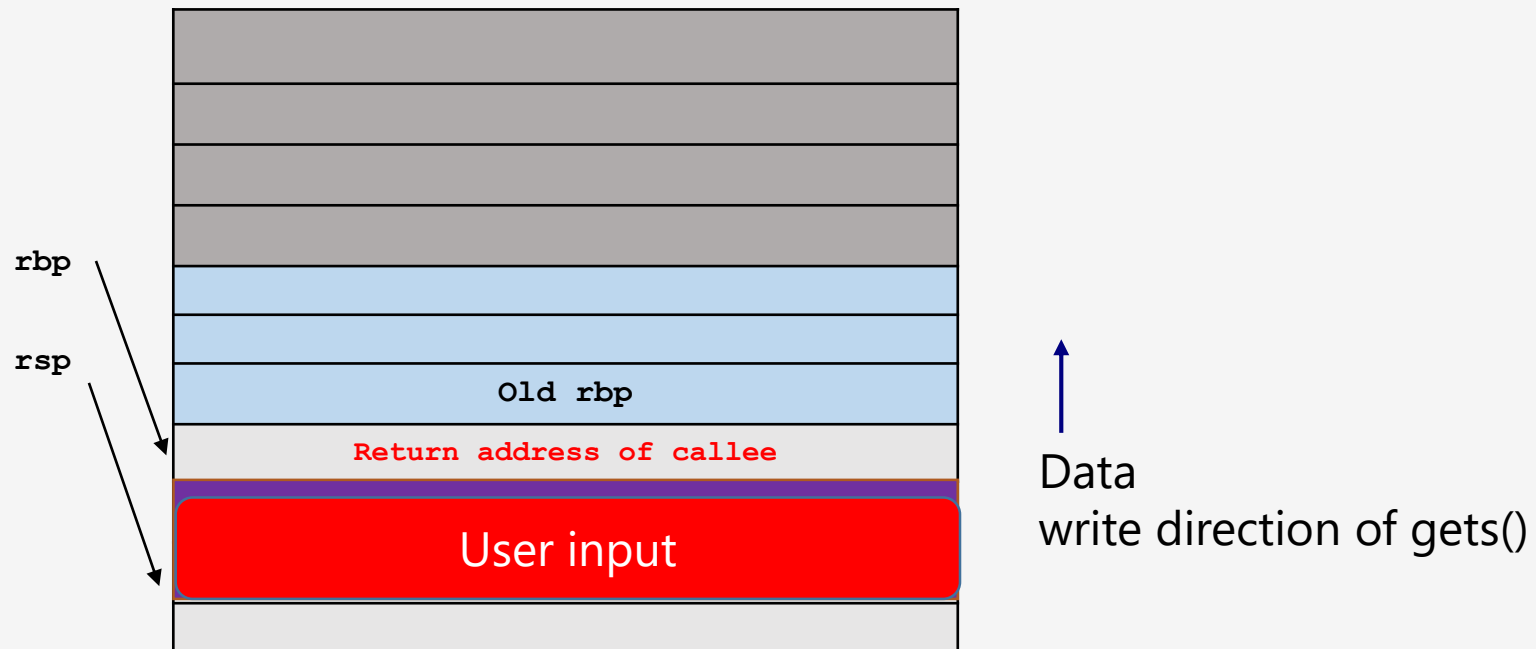 rbp
rsp
Old rbp
Return address of callee
User input
Data
write direction of gets()